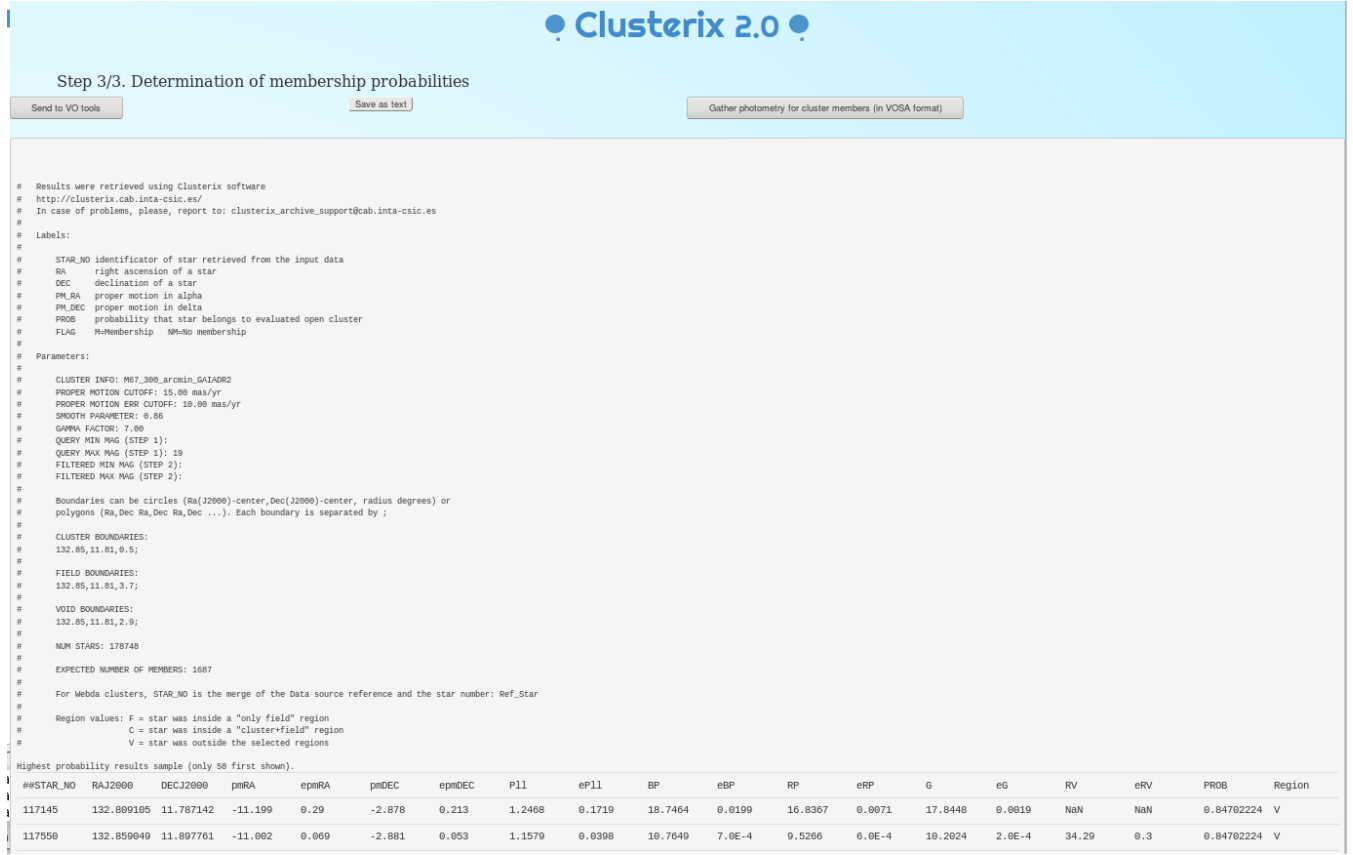 Clusterix 2.0
Step 3/3. Determination of membership probabilities
Send to VO tools
Save as text
Gather photometry for cluster members (in VOSA format)
# Results were retrieved using Clusterix software
# http://clusterix.cab.inta-csic.es/
# In case of problems, please, report to: clusterix_archive_support@cab.inta-csic.es
#
# Labels:
#
# STAR_NO identificator of star retrieved from the input data
# RA right ascension of a star
# DEC declination of a star
# PM_RA proper motion in alpha
# PM_DEC proper motion in delta
# PROB probability that star belongs to evaluated open cluster
# FLAG M=Membership NM=No membership
#
# Parameters:
#
# CLUSTER INFO: M67_300_arcmin_GAIADR2
# PROPER MOTION CUTOFF: 15.00 mas/yr
# PROPER MOTION ERR CUTOFF: 10.00 mas/yr
# SMOOTH PARAMETER: 0.86
# GAMMA FACTOR: 7.00
# QUERY MIN MAG (STEP 1):
# QUERY MAX MAG (STEP 1): 19
# FILTERED MIN MAG (STEP 2):
# FILTERED MAX MAG (STEP 2):
#
# Boundaries can be circles (Ra(J2000)-center,Dec(J2000)-center, radius degrees) or
# polygons (Ra,Dec Ra,Dec Ra,Dec ...). Each boundary is separated by ;
#
# CLUSTER BOUNDARIES:
# 132.85,11.81,0.5;
#
# FIELD BOUNDARIES:
# 132.85,11.81,3.7;
#
# VOID BOUNDARIES:
# 132.85,11.81,2.9;
#
# NUM STARS: 178748
#
# EXPECTED NUMBER OF MEMBERS: 1687
#
# For Webda clusters, STAR_NO is the merge of the Data source reference and the star number: Ref_Star
#
# Region values: F = star was inside a "only field" region
# C = star was inside a "cluster+field" region
# V = star was outside the selected regions
Highest probability results sample (only 50 first shown).
##STAR_NO RAJ2000 DECJ2000 pmRA epmRA pmDEC epmDEC Pll ePll BP eBP RP eRP G eG RV eRV PROB Region
117145 132.809105 11.787142 -11.199 0.29 -2.878 0.213 1.2468 0.1719 18.7464 0.0199 16.8367 0.0071 17.8448 0.0019 NaN NaN 0.84702224 V
117550 132.859049 11.897761 -11.002 0.069 -2.881 0.053 1.1579 0.0398 10.7649 7.0E-4 9.5266 6.0E-4 10.2024 2.0E-4 34.29 0.3 0.84702224 V